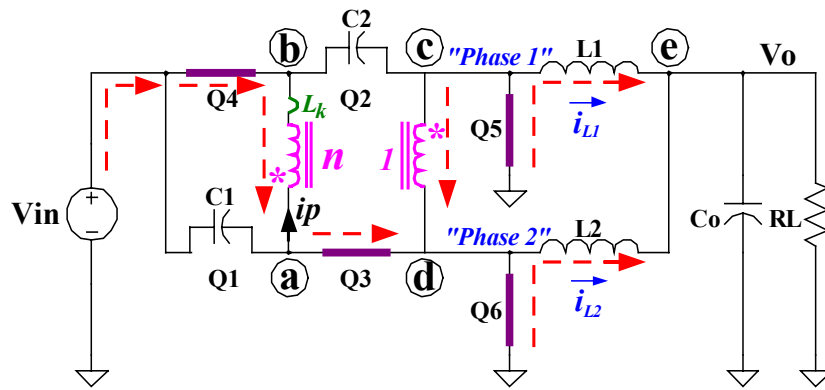 C2
b
c
"Phase 1"
L1
e
Vo
Q4
Q2
Lk
iL1
*
n
1
*
Q5
Vin
+
−
C1
ip
"Phase 2"
L2
Co
RL
Q1
a
Q3
d
Q6
iL2